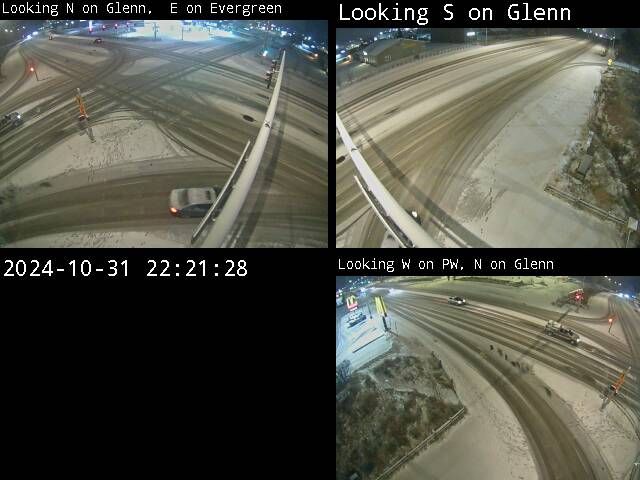 Looking N on Glenn,  E on Evergreen
Looking S on Glenn
2024-10-31 22:21:28
Looking W on PW, N on Glenn